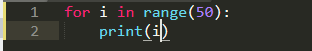 1 for i in range(50):
2     print(i)